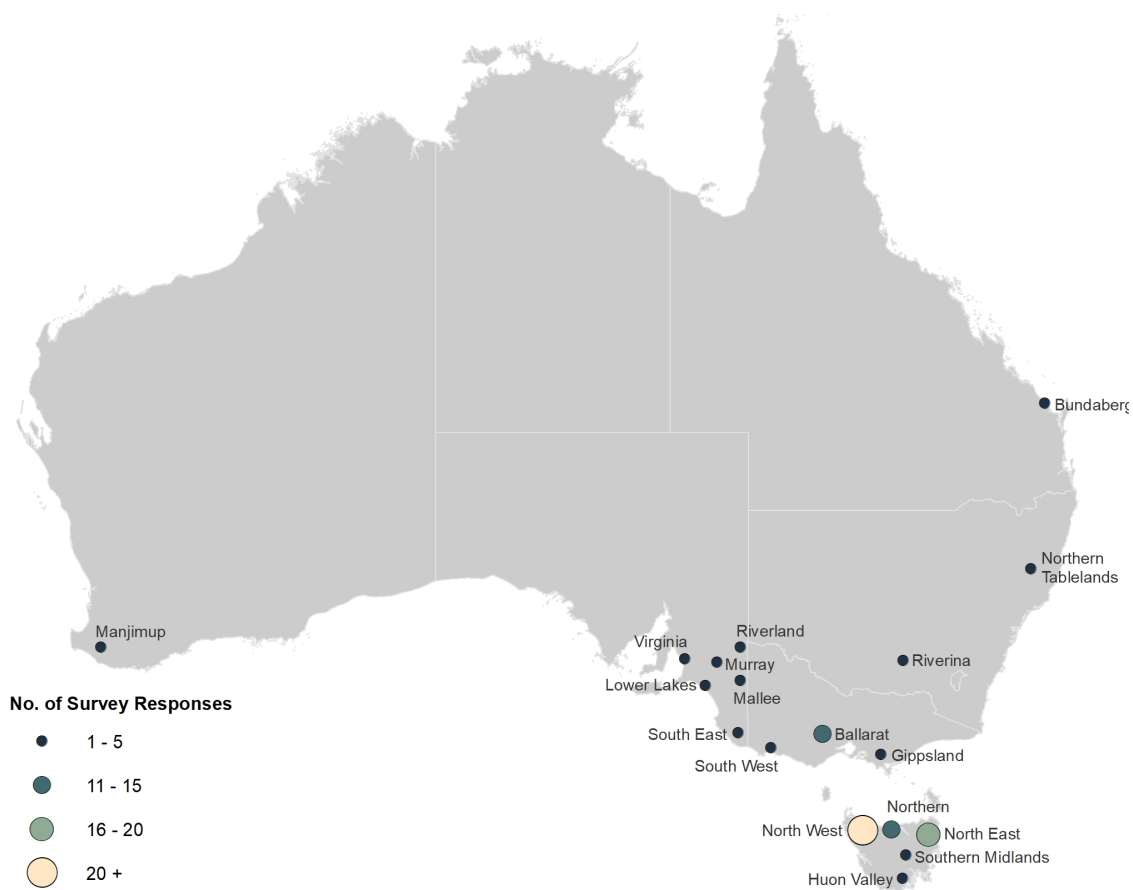 Bundaberg
Northern
Tablelands
Manjimup
Riverland
Virginia
Murray
Riverina
Lower Lakes
Mallee
No. of Survey Responses
South East
Ballarat
1 - 5
Gippsland
South West
11 - 15
Northern
16 - 20
North West
North East
Southern Midlands
20 +
Huon Valley